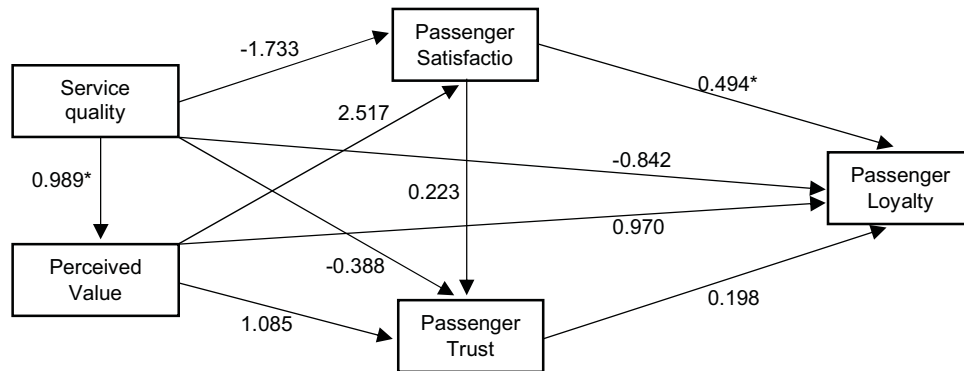 Passenger
Satisfactio
-1.733
Service
quality
0.494*
2.517
-0.842
0.989*
Passenger
Loyalty
0.223
0.970
Perceived
Value
-0.388
0.198
1.085
Passenger
Trust